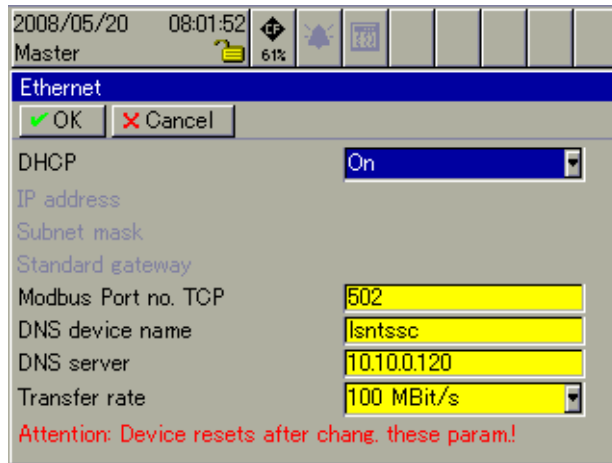 2008/05/20 08:01:52
Master CF 61%
Ethernet
OK Cancel
DHCP On
IP address
Subnet mask
Standard gateway
Modbus Port no. TCP 502
DNS device name lsntssc
DNS server 10.10.0.120
Transfer rate 100 MBit/s
Attention: Device resets after chang. these param.!